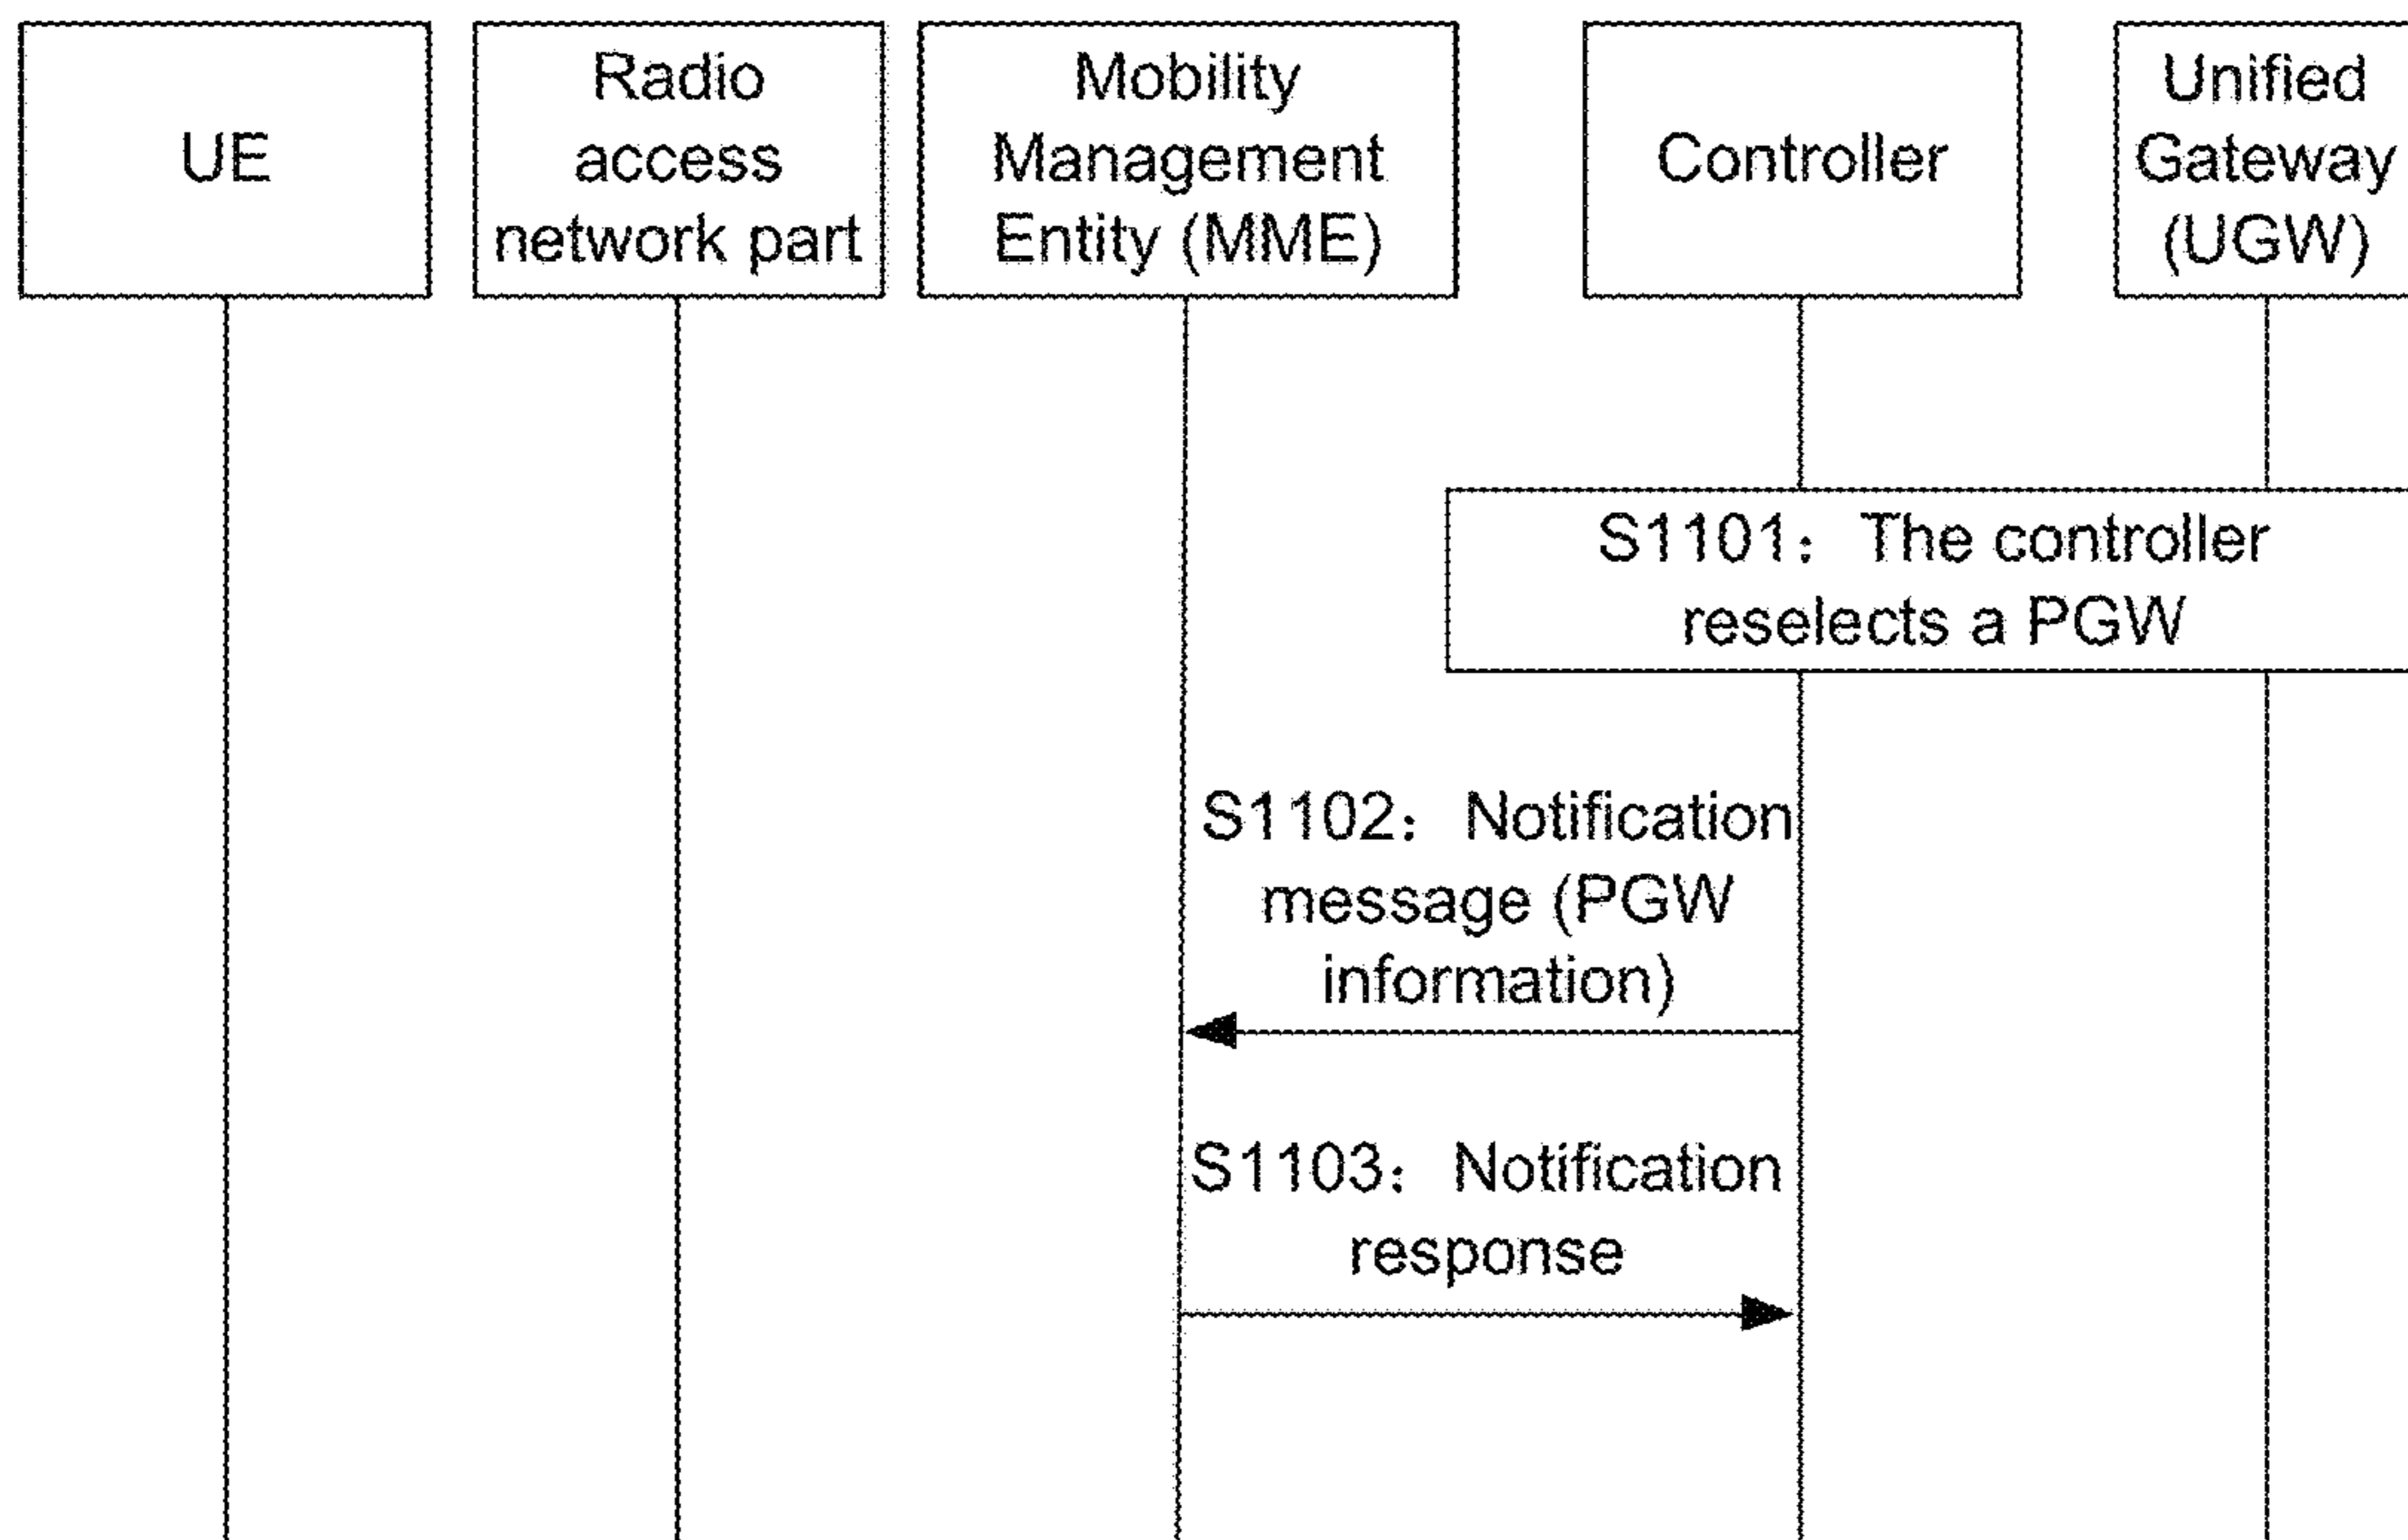 UE
Radio
access
network part
Mobility
Management
Entity (MME)
Controller
Unified
Gateway
(UGW)
S1101： The controller
reselects a PGW
S1102： Notification
message (PGW
information)
S1103： Notification
response